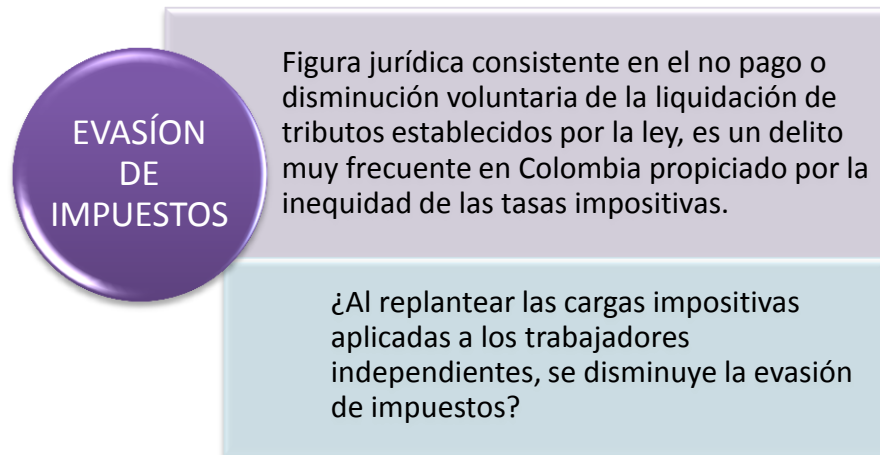 EVASÍON
DE
IMPUESTOS
Figura jurídica consistente en el no pago o
disminución voluntaria de la liquidación de
tributos establecidos por la ley, es un delito
muy frecuente en Colombia propiciado por la
inequidad de las tasas impositivas.
¿Al replantear las cargas impositivas
aplicadas a los trabajadores
independientes, se disminuye la evasión
de impuestos?